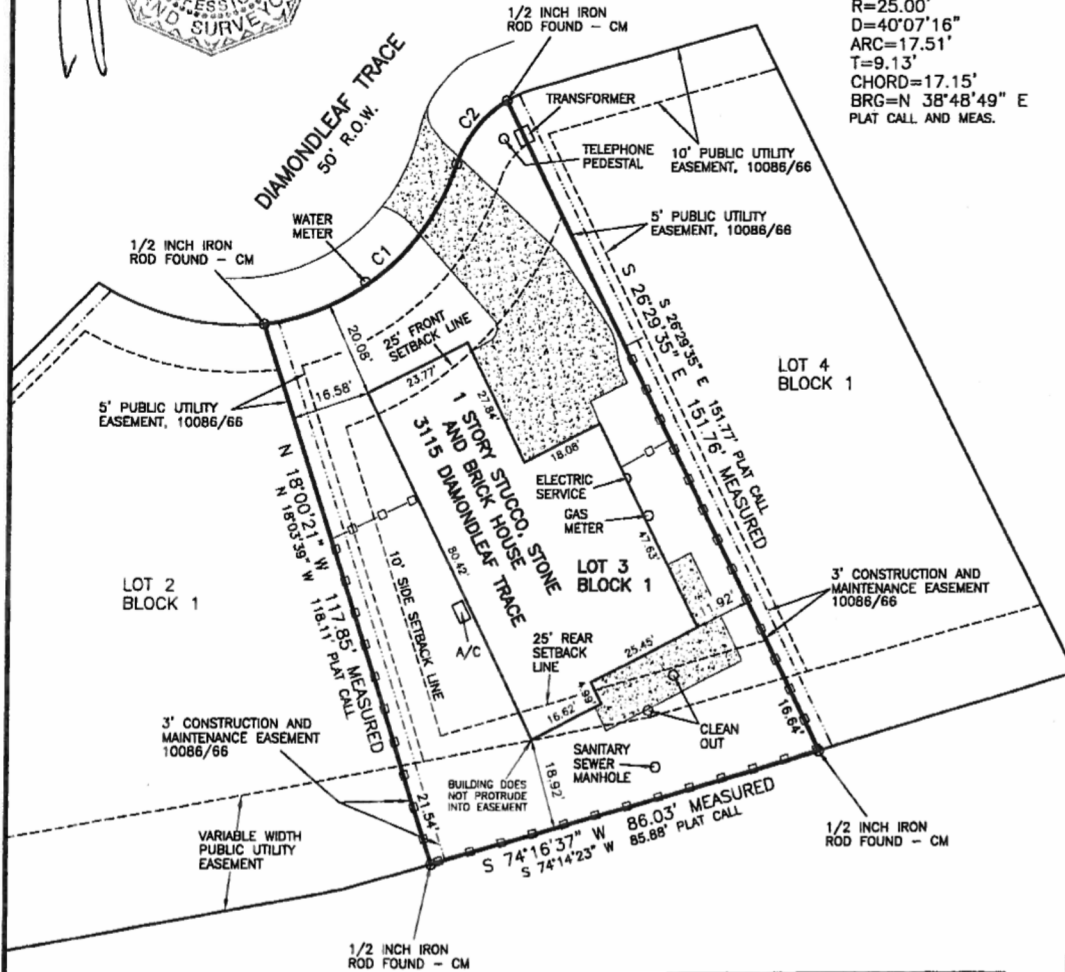 FESSI
ND SURVEYO
R=25.00'
D=40°07'16"
ARC=17.51'
T=9.13'
CHORD=17.15'
BRG=N 38°48'49" E
PLAT CALL AND MEAS.
1/2 INCH IRON
ROD FOUND - CM
DIAMONDLEAF TRACE
50' R.O.W.
C2
TRANSFORMER
TELEPHONE
PEDESTAL
10' PUBLIC UTILITY
EASEMENT, 10086/66
WATER
METER
C1
1/2 INCH IRON
ROD FOUND - CM
5' PUBLIC UTILITY
EASEMENT, 10086/66
S 26°29'35" E 151.77' PLAT CALL
S 26°29'35" E 151.76' MEASURED
LOT 4
BLOCK 1
20.08'
25' FRONT
SETBACK LINE
23.77'
16.58'
27.84'
5' PUBLIC UTILITY
EASEMENT, 10086/66
1 STORY STUCCO, STONE
AND BRICK HOUSE
3115 DIAMONDLEAF TRACE
18.08'
ELECTRIC
SERVICE
GAS
METER
47.63'
N 18°00'21" W 117.85' MEASURED
N 18°03'39" W 118.11' PLAT CALL
80.42'
LOT 3
BLOCK 1
LOT 2
BLOCK 1
10' SIDE SETBACK LINE
A/C
11.92'
3' CONSTRUCTION AND
MAINTENANCE EASEMENT
10086/66
25' REAR
SETBACK
LINE
25.45'
4.99'
16.62'
16.64'
3' CONSTRUCTION AND
MAINTENANCE EASEMENT
10086/66
CLEAN
OUT
SANITARY
SEWER
MANHOLE
BUILDING DOES
NOT PROTRUDE
INTO EASEMENT
18.92'
21.54'
VARIABLE WIDTH
PUBLIC UTILITY
EASEMENT
S 74°16'37" W 86.03' MEASURED
S 74°14'23" W 85.88' PLAT CALL
1/2 INCH IRON
ROD FOUND - CM
1/2 INCH IRON
ROD FOUND - CM